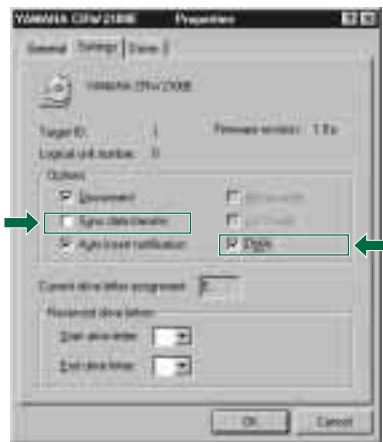 YAMAHA CRW2100E Properties
General Settings
YAMAHA CRW2100E
Target ID: 1 Firmware revision:
Logical unit number: 0
Options
Disconnect
Sync data transfer
Auto insert notification DMA
Current drive letter assignment:
Reserved drive letters
Start drive letter:
End drive letter:
OK Cancel